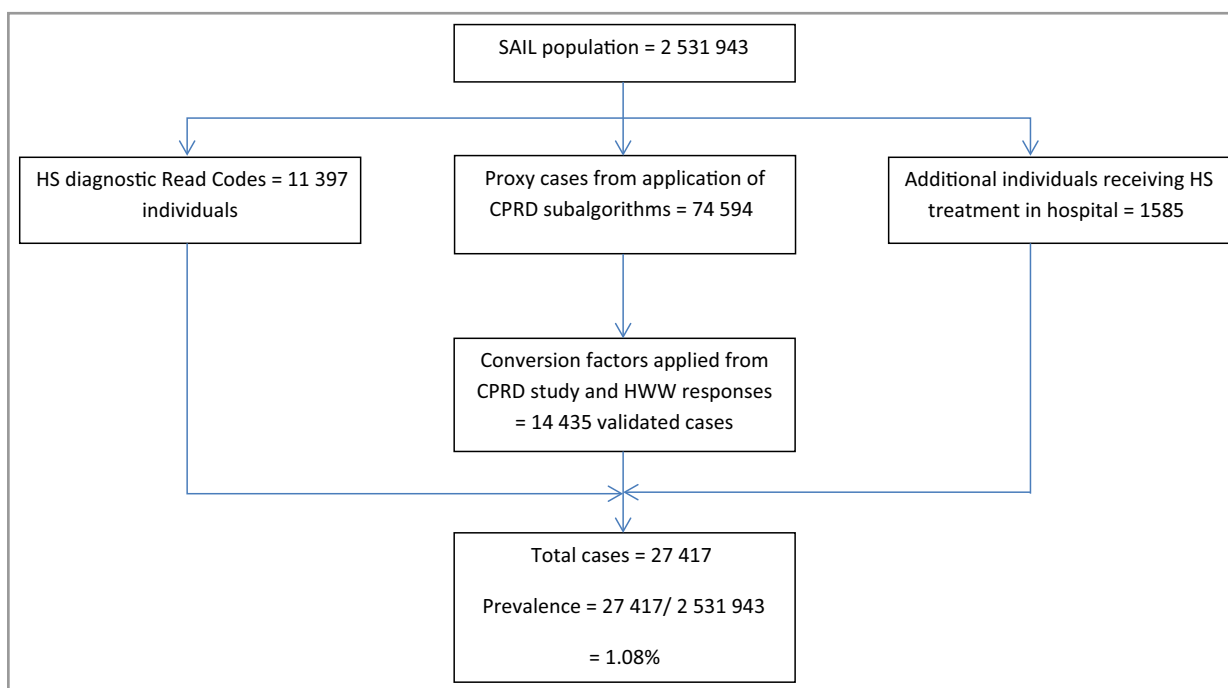 SAIL population = 2 531 943
HS diagnostic Read Codes = 11 397
individuals
Proxy cases from application of
CPRD subalgorithms = 74 594
Additional individuals receiving HS
treatment in hospital = 1585
Conversion factors applied from
CPRD study and HWW responses
= 14 435 validated cases
Total cases = 27 417
Prevalence = 27 417/ 2 531 943
= 1.08%